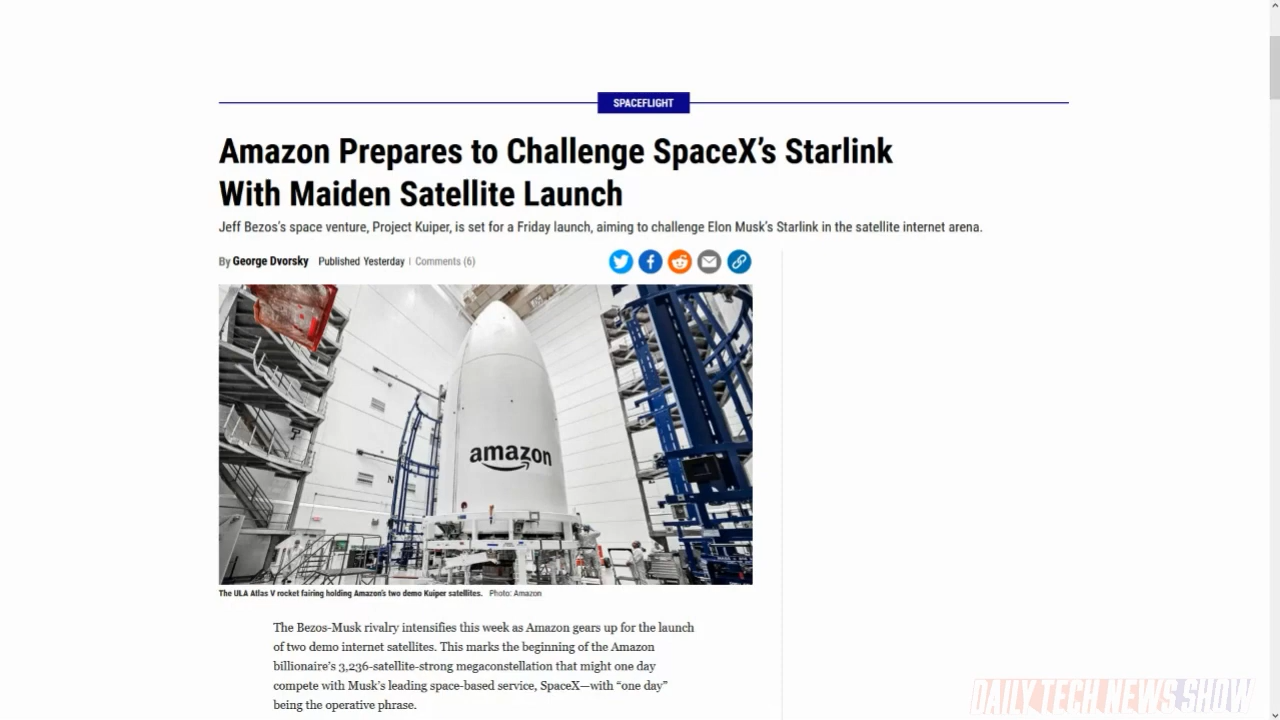 SPACEFLIGHT
Amazon Prepares to Challenge SpaceX’s Starlink
With Maiden Satellite Launch
Jeff Bezos's space venture, Project Kuiper, is set for a Friday launch, aiming to challenge Elon Musk's Starlink in the satellite internet arena.
By George Dvorsky Published Yesterday | Comments (6)
amazon
The ULA Atlas V rocket fairing holding Amazon's two demo Kuiper satellites. Photo: Amazon
The Bezos-Musk rivalry intensifies this week as Amazon gears up for the launch
of two demo internet satellites. This marks the beginning of the Amazon
billionaire’s 3,236-satellite-strong megaconstellation that might one day
compete with Musk’s leading space-based service, SpaceX—with “one day”
being the operative phrase.
DAILY TECH NEWS SHOW